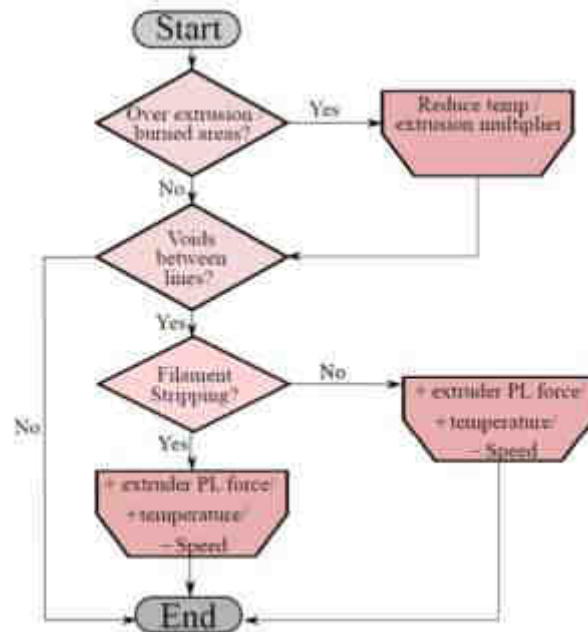 Start
Over extrusion
burned areas?
Yes
Reduce temp /
extrusion multiplier
No
Voids
between
lines?
Yes
Filament
Stripping?
No
+ extruder PL force/
+temperature/
– Speed
No
Yes
+ extruder PL force/
+temperature/
– Speed
End